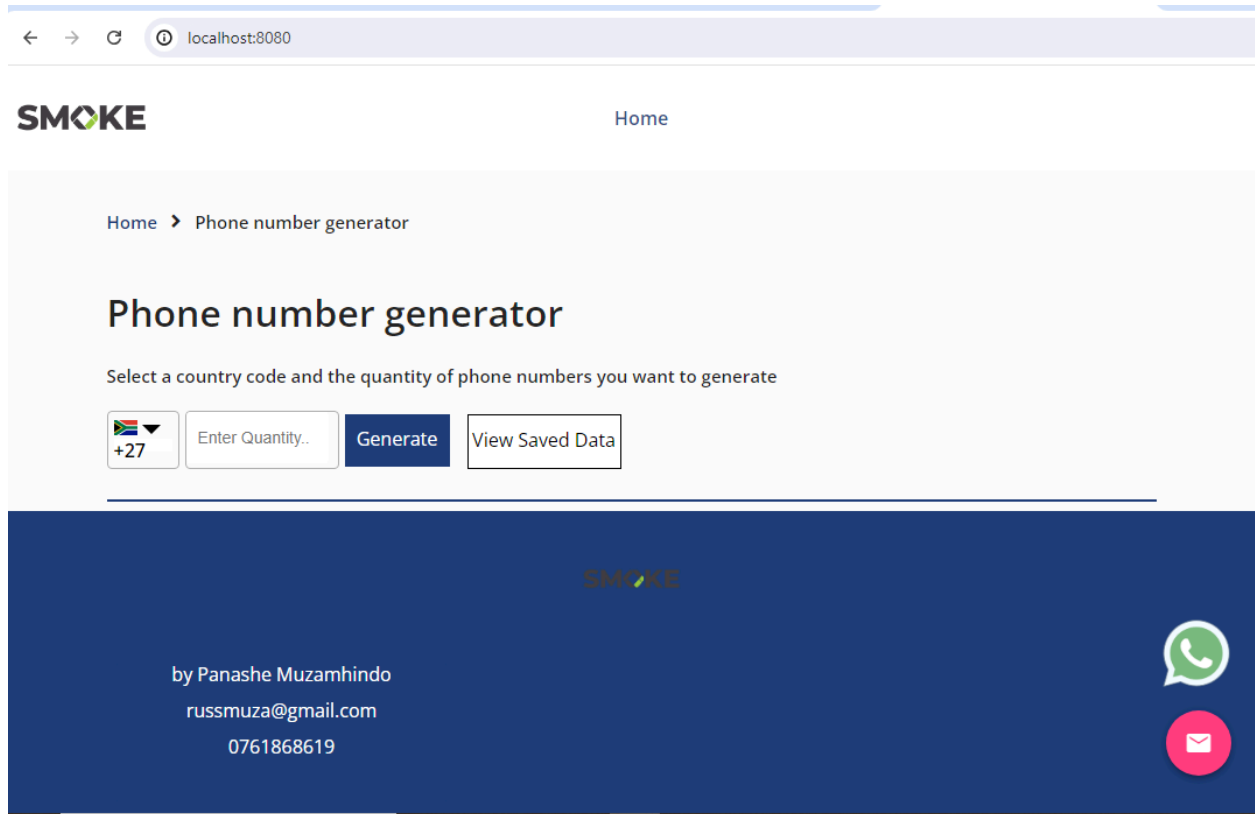 localhost:8080
SMOKE
Home
Home > Phone number generator
Phone number generator
Select a country code and the quantity of phone numbers you want to generate
+27 Enter Quantity.. Generate View Saved Data
SMOKE
by Panashe Muzamhindo
russmuza@gmail.com
0761868619